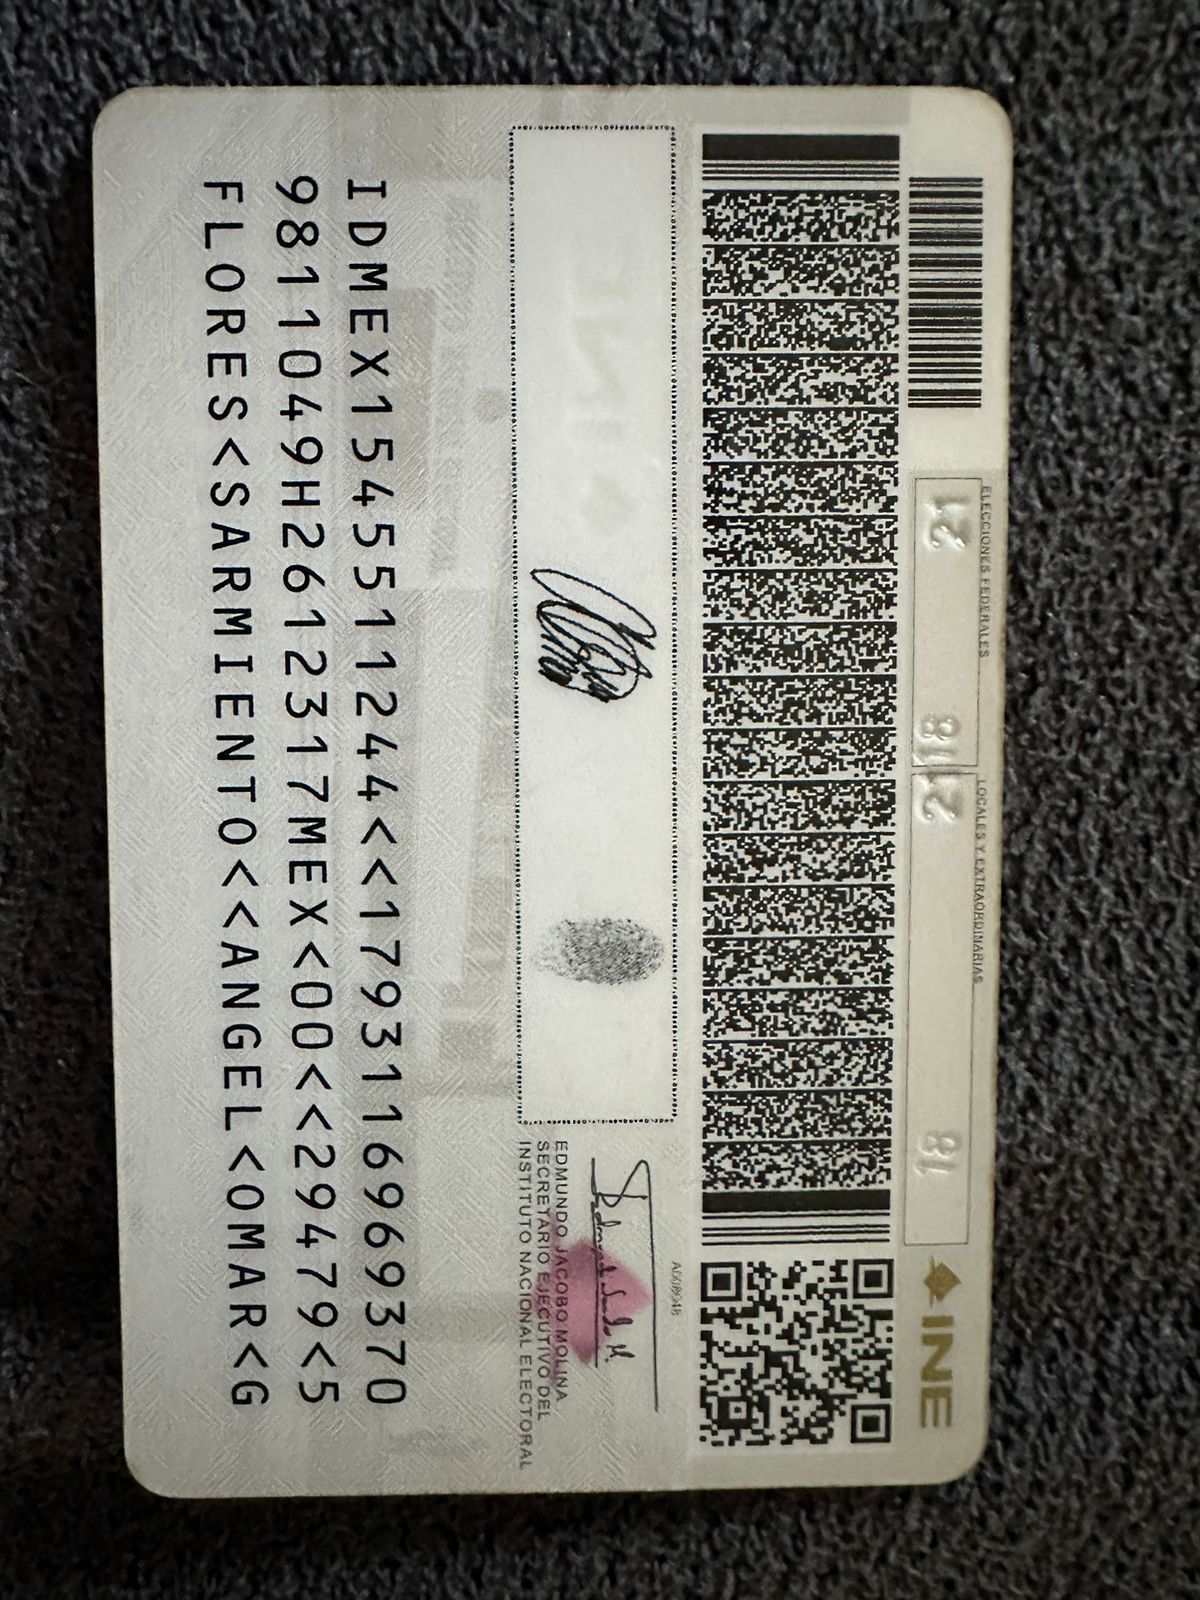 ELECCIONES FEDERALES
LOCALES Y EXTRAORDINARIAS
21
18
21
18
INE
EDMUNDO JACOBO MOLINA
SECRETARIO EJECUTIVO DEL
INSTITUTO NACIONAL ELECTORAL
IDMEX1545511244<<1793116969370
9811049H2612317MEX<00<<29479<5
FLORES<SARMIENTO<<ANGEL<OMAR<G